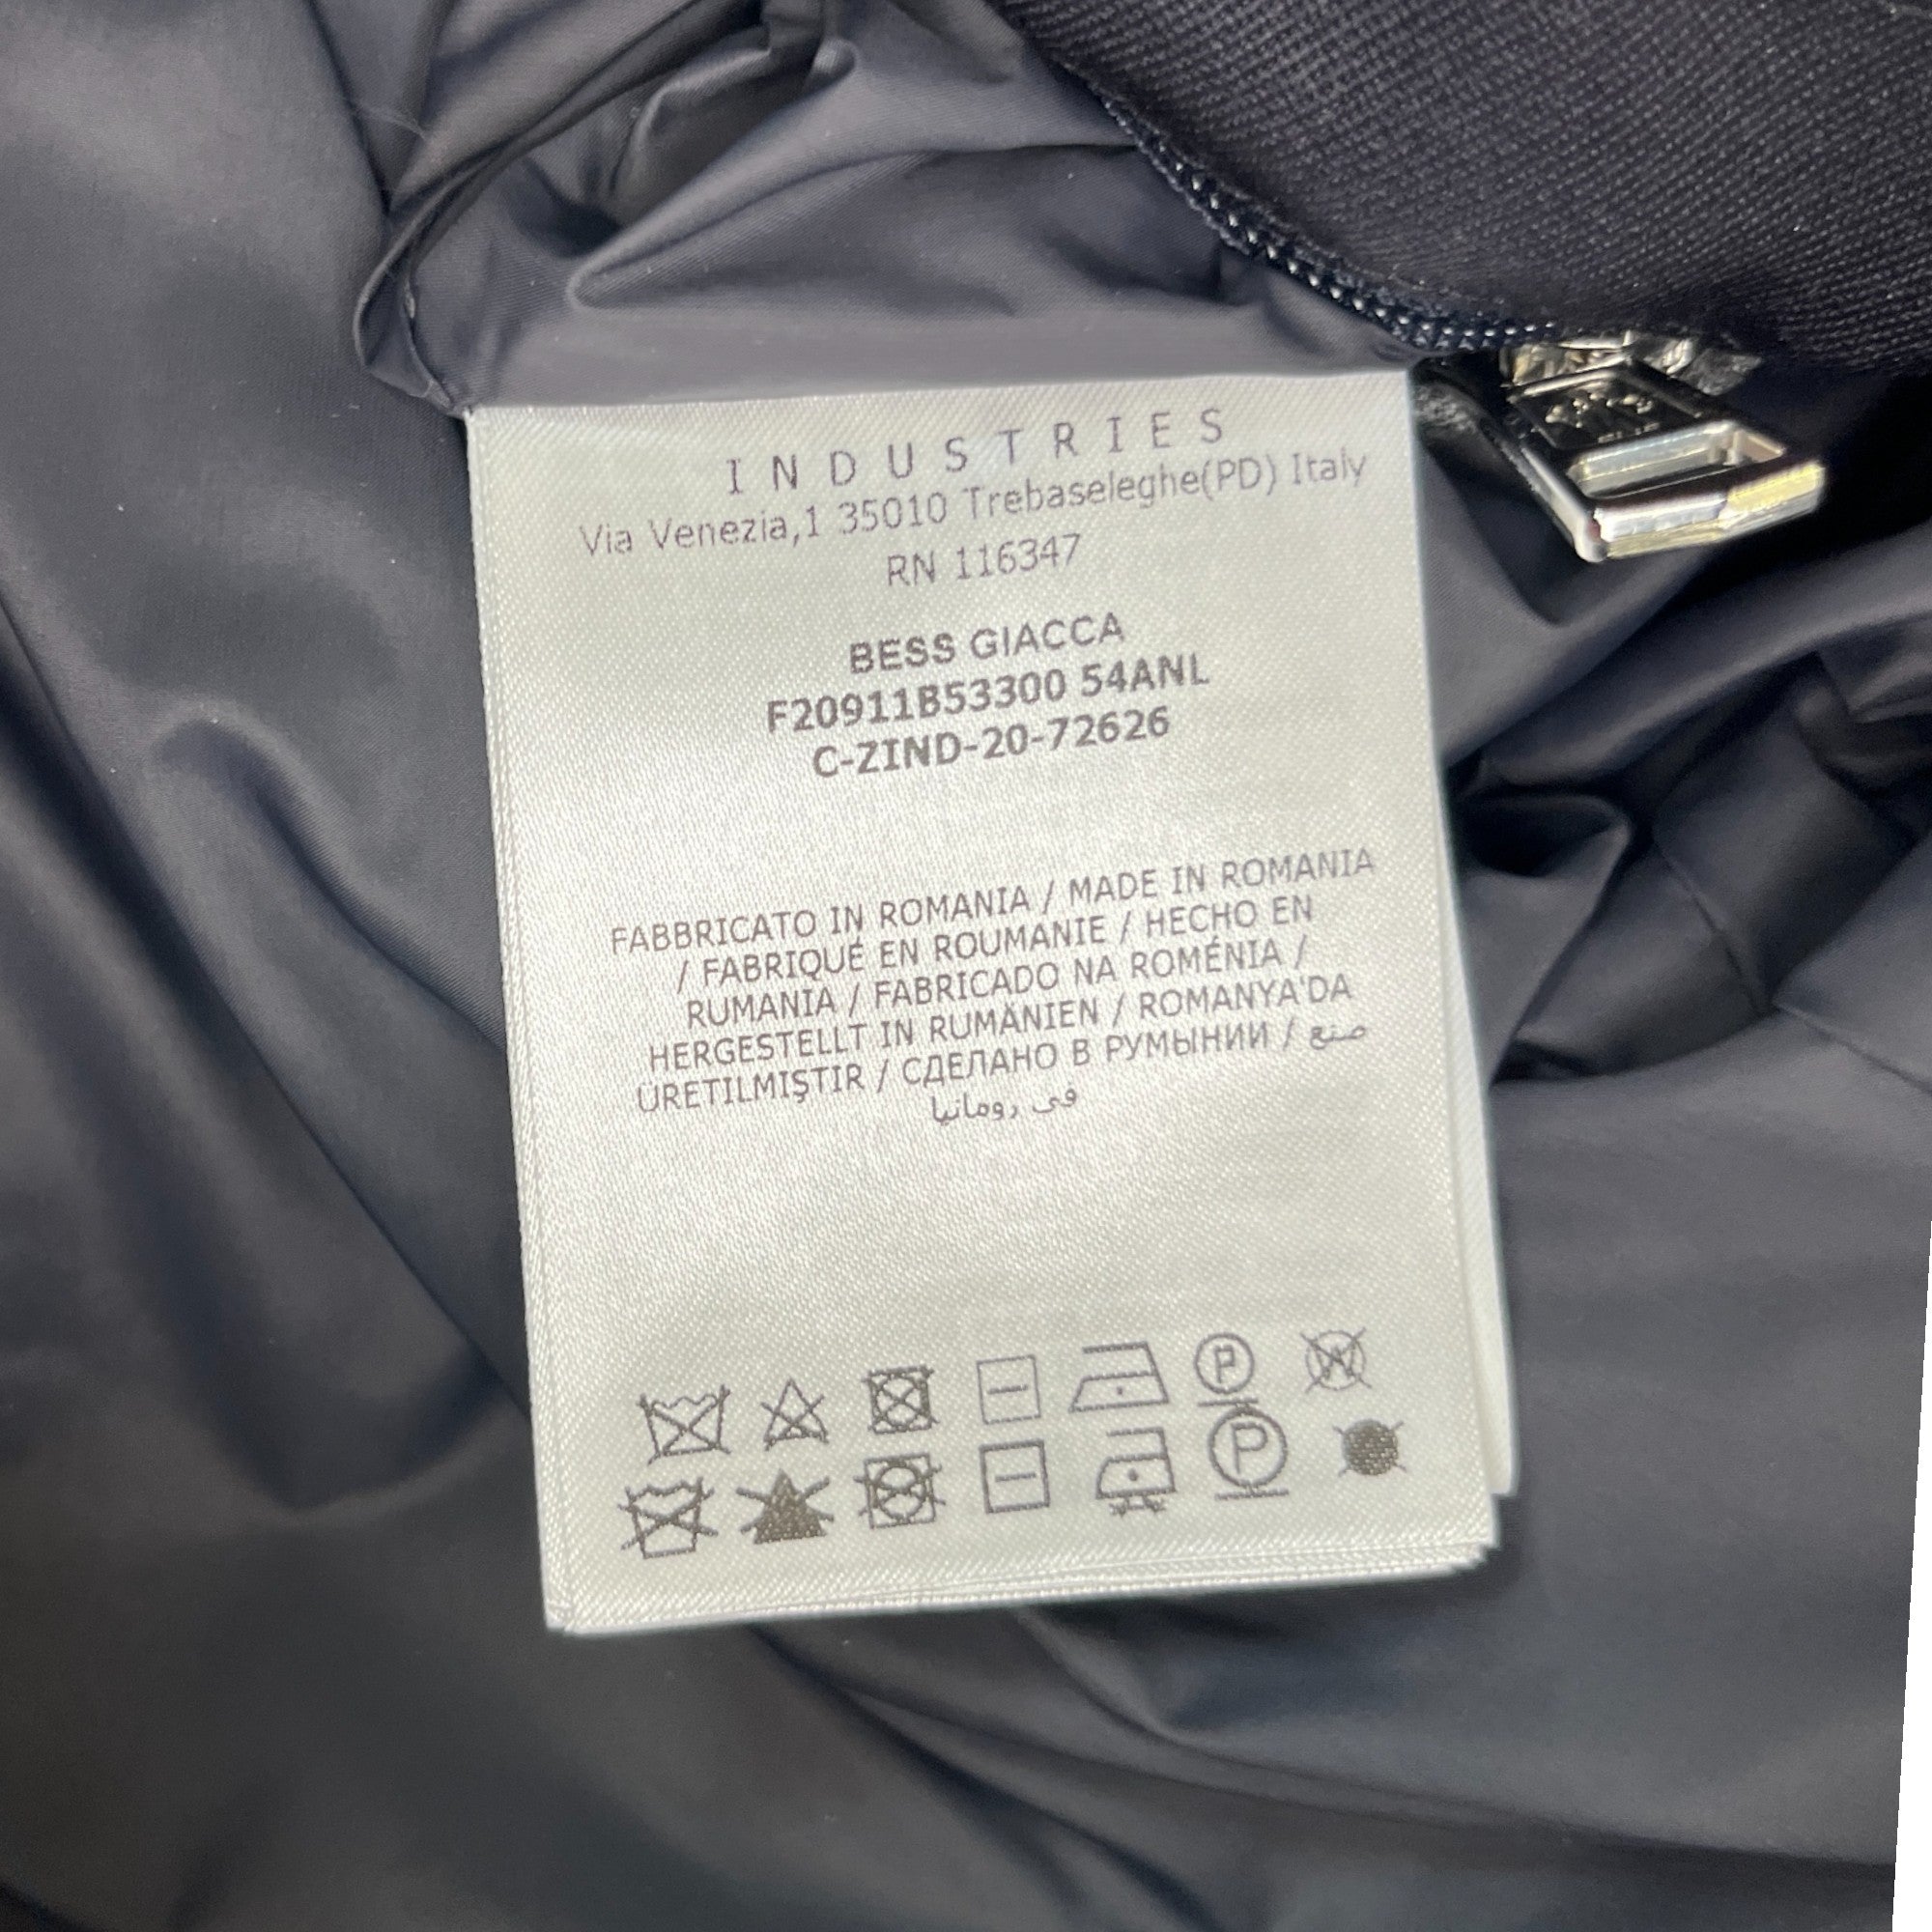 INDUSTRIES
Via Venezia,1 35010 Trebaseleghe(PD) Italy
RN 116347
BESS GIACCA
F20911B53300 54ANL
C-ZIND-20-72626
FABBRICATO IN ROMANIA / MADE IN ROMANIA
/ FABRIQUÉ EN ROUMANIE / HECHO EN
RUMANIA / FABRICADO NA ROMÉNIA /
HERGESTELLT IN RUMÄNIEN / ROMANYA'DA
ÜRETILMIŞTIR / СДЕЛАНО В РУМЫНИИ / صنع
في رومانيا
P W
P